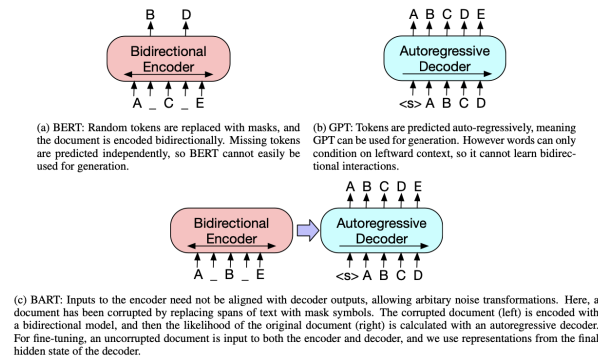 B D
Bidirectional
Encoder
A _ C _ E
A B C D E
Autoregressive
Decoder
<s> A B C D
(a) BERT: Random tokens are replaced with masks, and
the document is encoded bidirectionally. Missing tokens
are predicted independently, so BERT cannot easily be
used for generation.
(b) GPT: Tokens are predicted auto-regressively, meaning
GPT can be used for generation. However words can only
condition on leftward context, so it cannot learn bidirec-
tional interactions.
A B C D E
Bidirectional
Encoder
A _ B _ E
Autoregressive
Decoder
<s> A B C D
(c) BART: Inputs to the encoder need not be aligned with decoder outputs, allowing arbitary noise transformations. Here, a
document has been corrupted by replacing spans of text with mask symbols. The corrupted document (left) is encoded with
a bidirectional model, and then the likelihood of the original document (right) is calculated with an autoregressive decoder.
For fine-tuning, an uncorrupted document is input to both the encoder and decoder, and we use representations from the final
hidden state of the decoder.